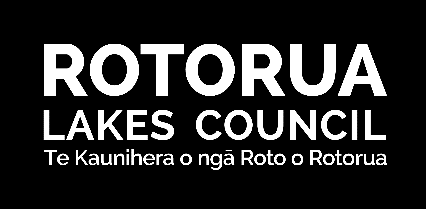 ROTORUA
LAKES COUNCIL
Te Kaunihera o ngā Roto o Rotorua